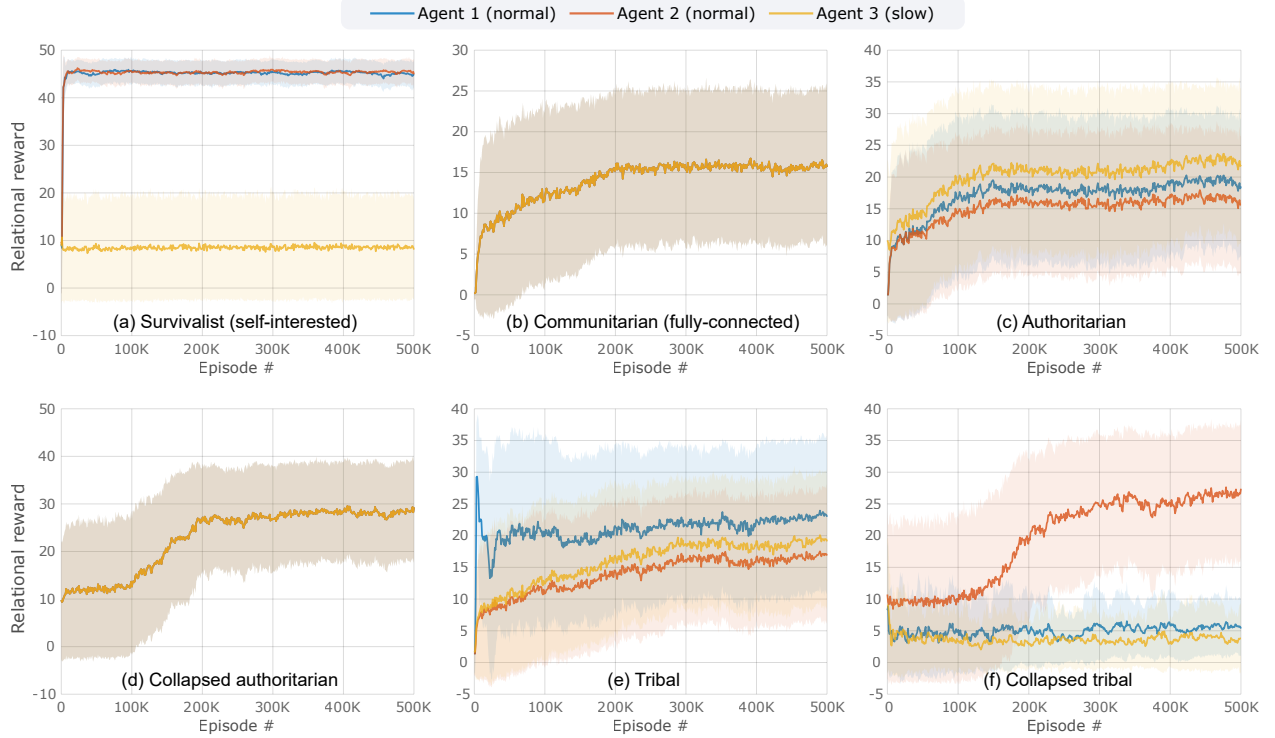 Agent 1 (normal) Agent 2 (normal) Agent 3 (slow)
Relational reward
50
40
30
20
10
0
-10
(a) Survivalist (self-interested)
0 100K 200K 300K 400K 500K
Episode #
30
25
20
15
10
5
0
-5
(b) Communitarian (fully-connected)
0 100K 200K 300K 400K 500K
Episode #
40
35
30
25
20
15
10
5
0
-5
(c) Authoritarian
0 100K 200K 300K 400K 500K
Episode #
Relational reward
50
40
30
20
10
0
-10
(d) Collapsed authoritarian
0 100K 200K 300K 400K 500K
Episode #
40
35
30
25
20
15
10
5
0
-5
(e) Tribal
0 100K 200K 300K 400K 500K
Episode #
40
35
30
25
20
15
10
5
0
-5
(f) Collapsed tribal
0 100K 200K 300K 400K 500K
Episode #